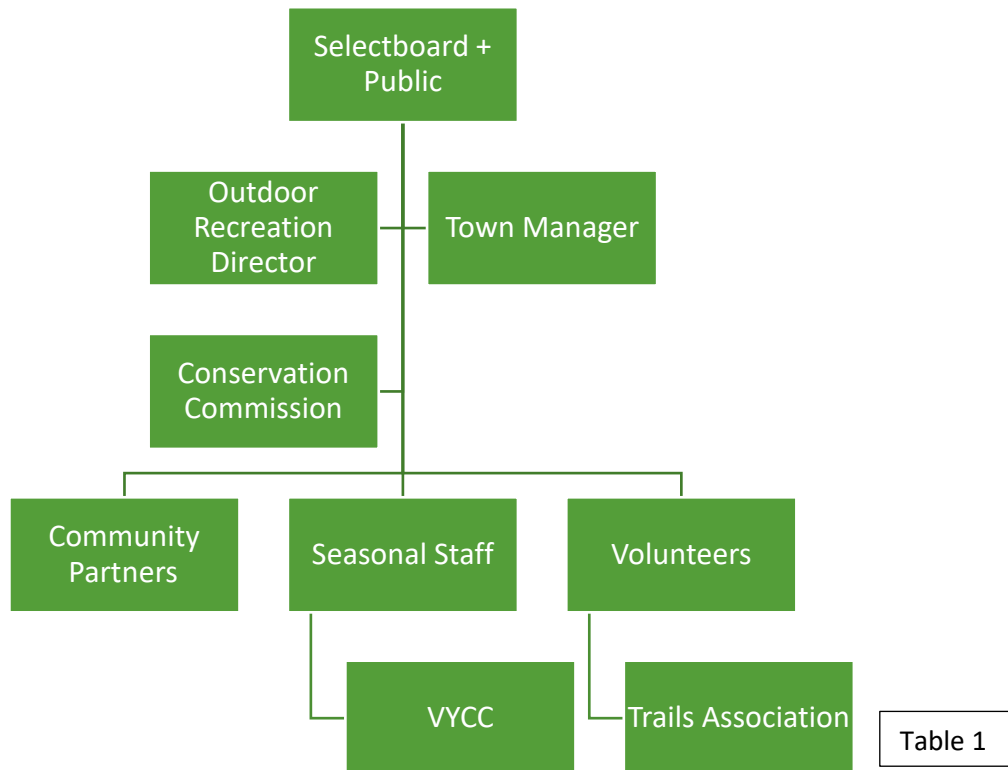 Selectboard +
Public
Outdoor
Recreation
Director
Town Manager
Conservation
Commission
Community
Partners
Seasonal Staff
Volunteers
VYCC
Trails Association
Table 1